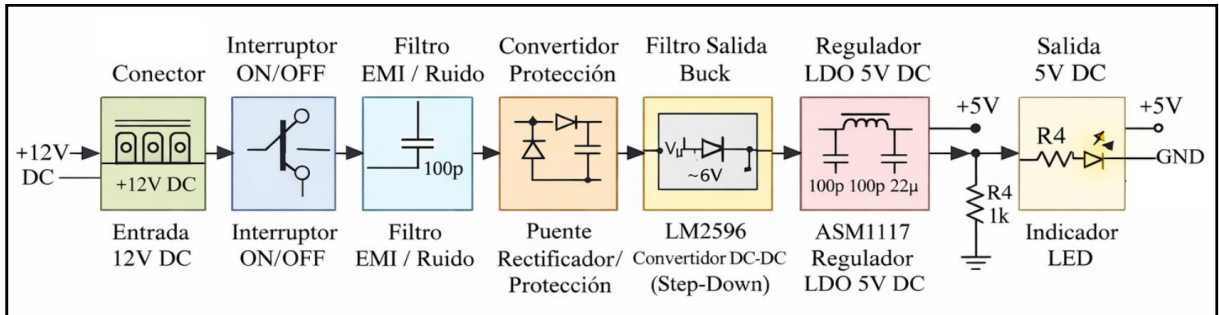 Conector
Interruptor
ON/OFF
Filtro
EMI / Ruido
Convertidor
Protección
Filtro Salida
Buck
Regulador
LDO 5V DC
Salida
5V DC
+12V
DC
+12V DC
100p
Vµ
~6V
100p 100p 22µ
+5V
R4
1k
R4
+5V
GND
Entrada
12V DC
Interruptor
ON/OFF
Filtro
EMI / Ruido
Puente
Rectificador/
Protección
LM2596
Convertidor DC-DC
(Step-Down)
ASM1117
Regulador
LDO 5V DC
Indicador
LED